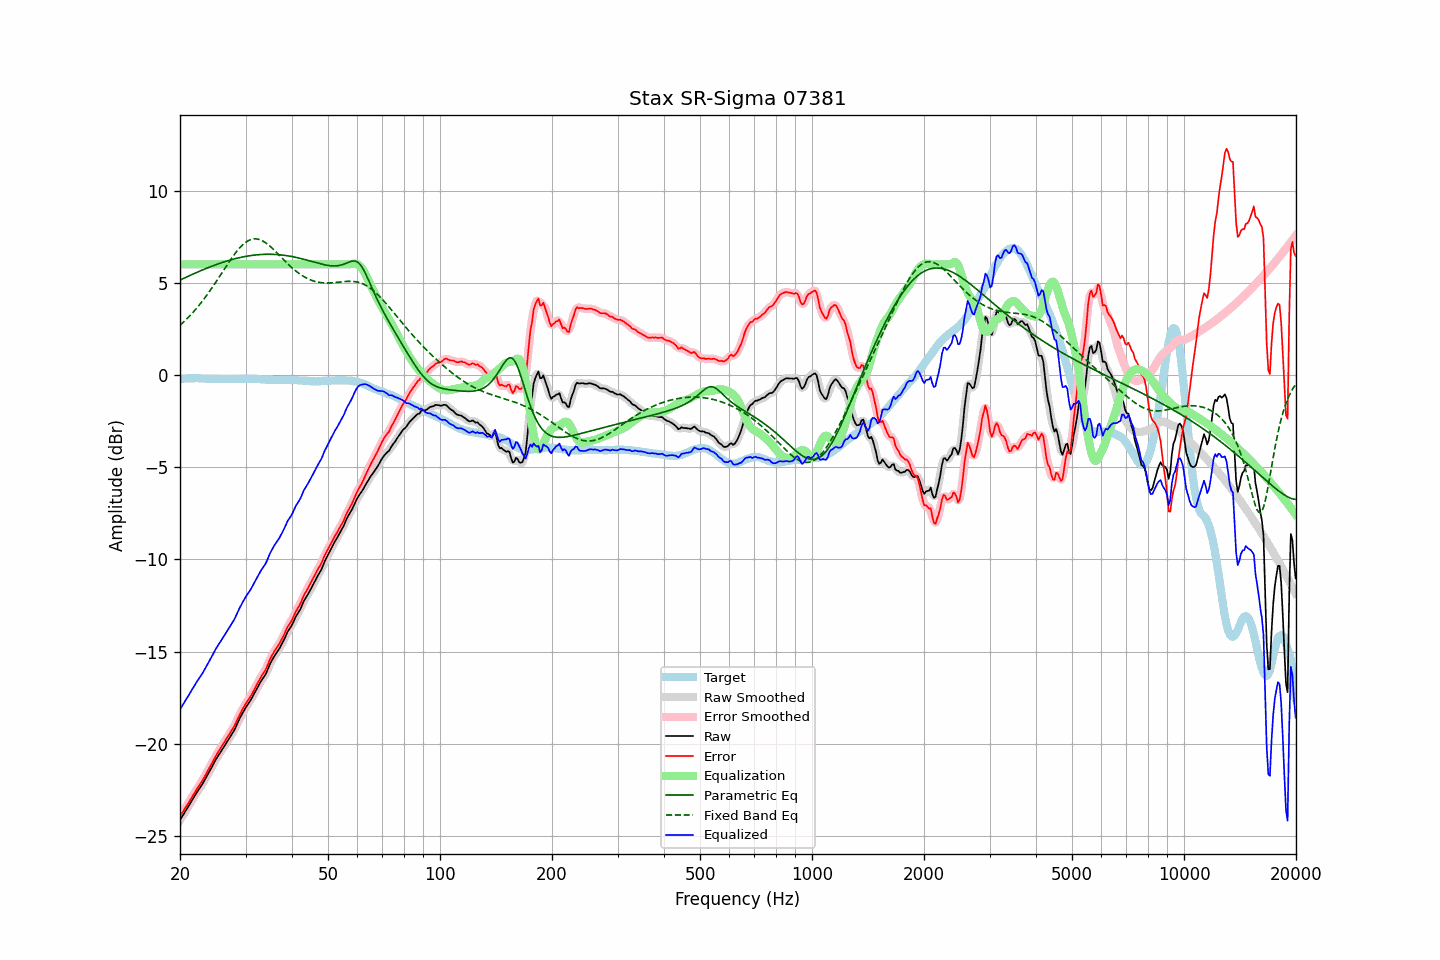 Stax SR-Sigma 07381
Amplitude (dBr)
10
5
0
−5
−10
−15
−20
−25
20
50
100
200
500
1000
2000
5000
10000
20000
Frequency (Hz)
Target
Raw Smoothed
Error Smoothed
Raw
Error
Equalization
Parametric Eq
Fixed Band Eq
Equalized